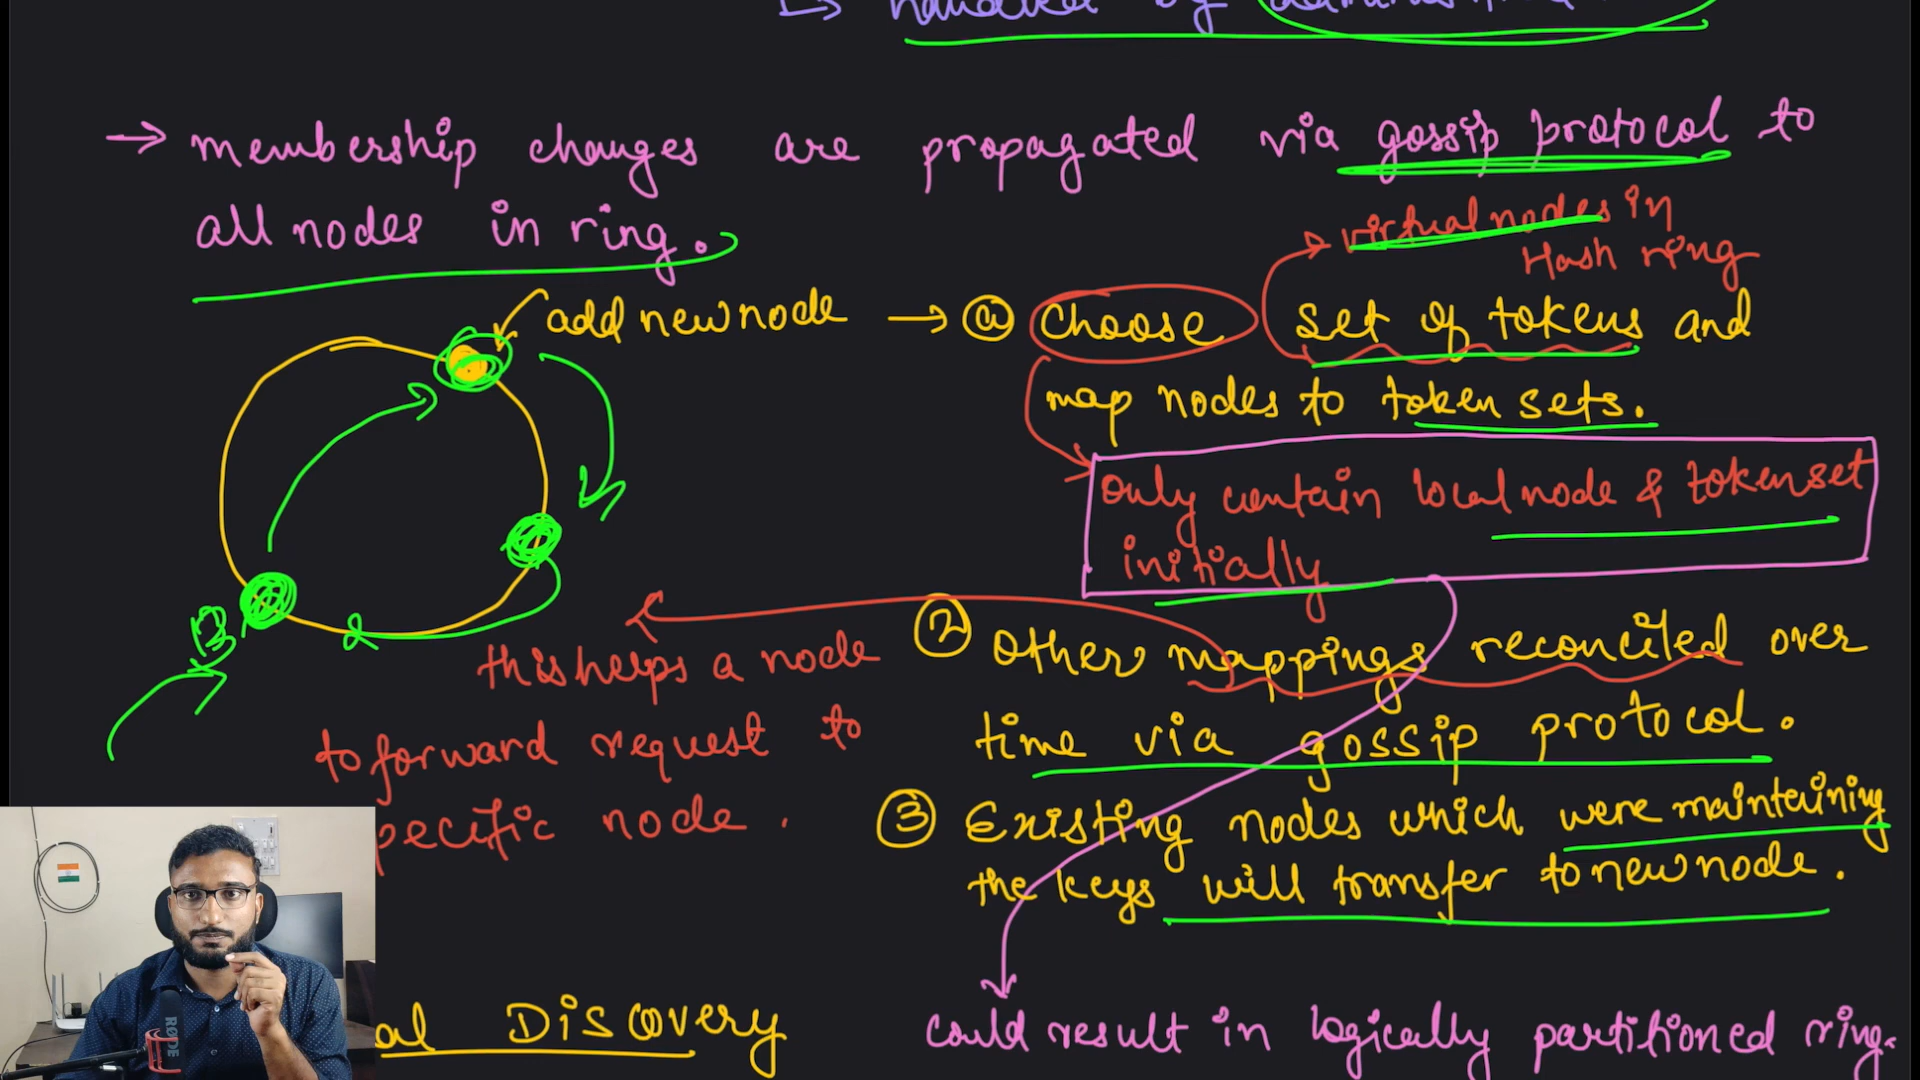 ↳ handled by
→ membership changes are propagated via gossip protocol to
all nodes in ring.
→ virtual nodes in
Hash ring
add new node → ⓐ choose set of tokens and
map nodes to token sets.
only contain local node & tokenset
initially
② Other mappings reconciled over
time via gossip protocol.
this helps a node
to forward request to
pecific node.
③ Existing nodes which were maintaining
the keys will transfer to new node.
al Discovery
could result in logically partitioned ring.
RØDE